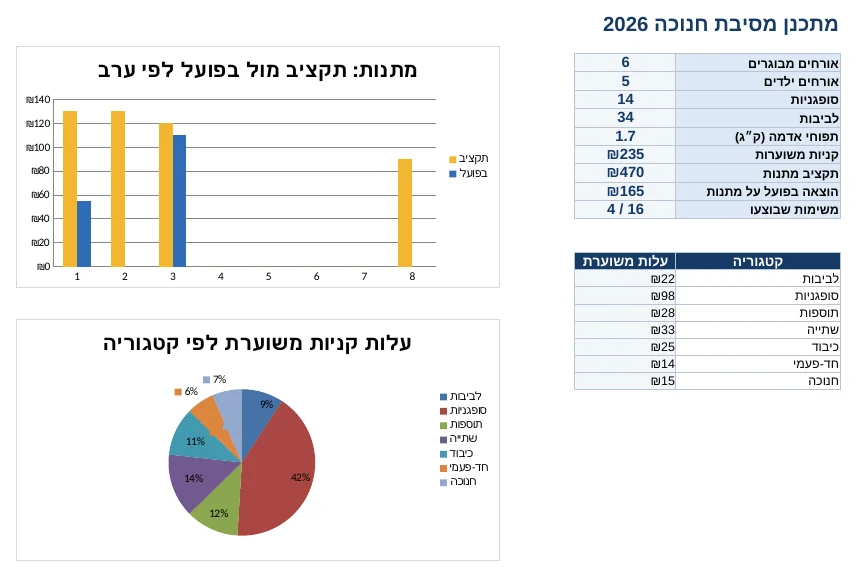 מתכנן מסיבת חנוכה 2026
אורחים מבוגרים 6
אורחים ילדים 5
סופגניות 14
לביבות 34
תפוחי אדמה (ק״ג) 1.7
קניות משוערות ₪235
תקציב מתנות ₪470
הוצאה בפועל על מתנות ₪165
משימות שבוצעו 4 / 16
קטגוריה עלות משוערת
לביבות ₪22
סופגניות ₪98
תוספות ₪28
שתייה ₪33
כיבוד ₪25
חד-פעמי ₪14
חנוכה ₪15
מתנות: תקציב מול בפועל לפי ערב
₪140
₪120
₪100
₪80
₪60
₪40
₪20
₪0
1 2 3 4 5 6 7 8
תקציב
בפועל
עלות קניות משוערת לפי קטגוריה
7%
6%
9%
11%
42%
14%
12%
לביבות
סופגניות
תוספות
שתייה
כיבוד
חד-פעמי
חנוכה